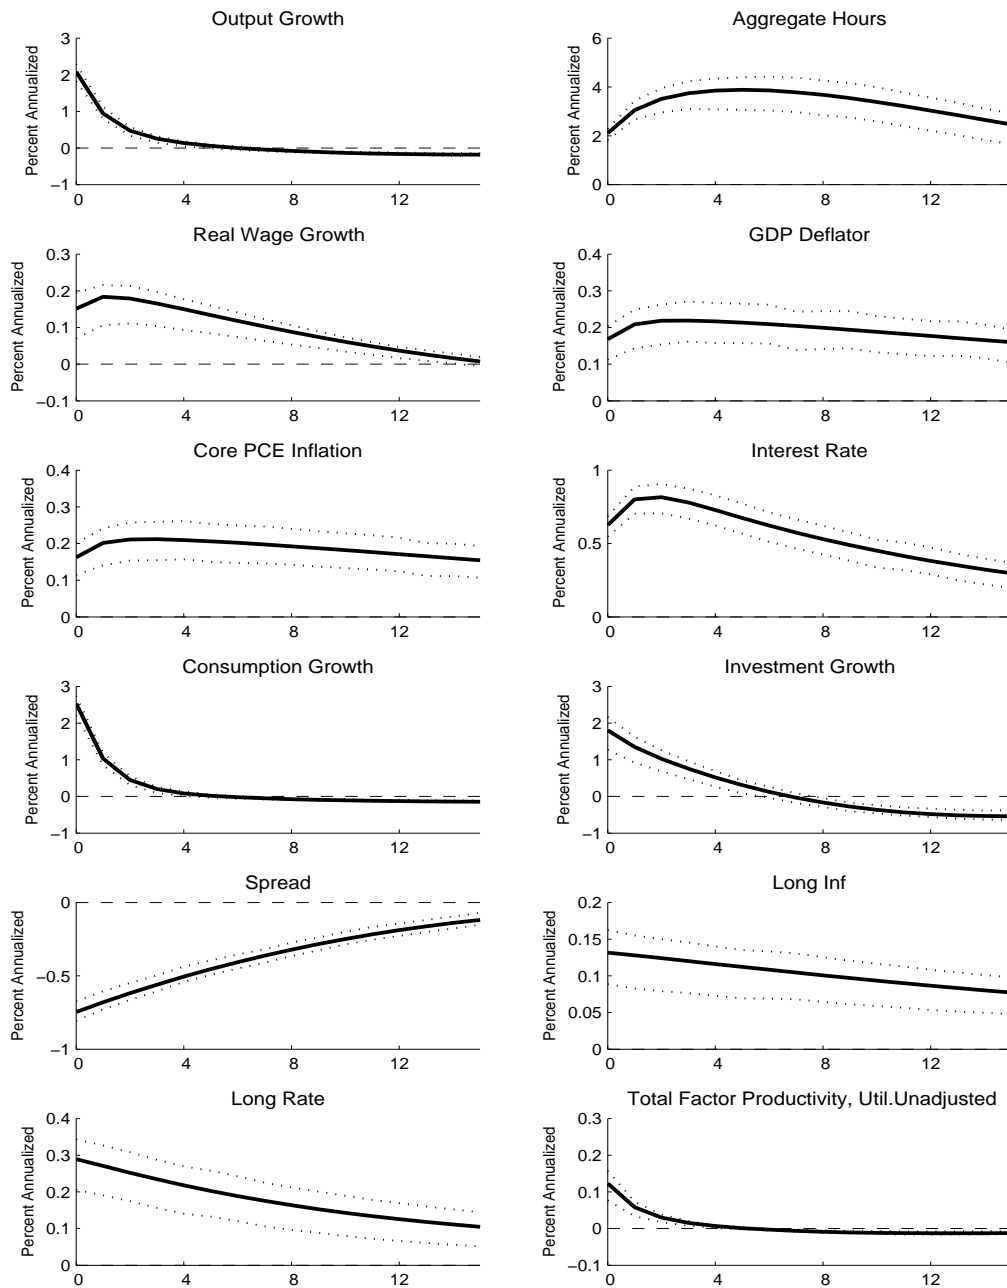 Output Growth
Percent Annualized
3
2
1
0
−1
0 4 8 12
Aggregate Hours
Percent Annualized
6
4
2
0
0 4 8 12
Real Wage Growth
Percent Annualized
0.3
0.2
0.1
0
−0.1
0 4 8 12
GDP Deflator
Percent Annualized
0.4
0.3
0.2
0.1
0
0 4 8 12
Core PCE Inflation
Percent Annualized
0.4
0.3
0.2
0.1
0
0 4 8 12
Interest Rate
Percent Annualized
1
0.5
0
0 4 8 12
Consumption Growth
Percent Annualized
3
2
1
0
−1
0 4 8 12
Investment Growth
Percent Annualized
3
2
1
0
−1
0 4 8 12
Spread
Percent Annualized
0
−0.5
−1
0 4 8 12
Long Inf
Percent Annualized
0.2
0.15
0.1
0.05
0
0 4 8 12
Long Rate
Percent Annualized
0.4
0.3
0.2
0.1
0
0 4 8 12
Total Factor Productivity, Util.Unadjusted
Percent Annualized
0.3
0.2
0.1
0
−0.1
0 4 8 12